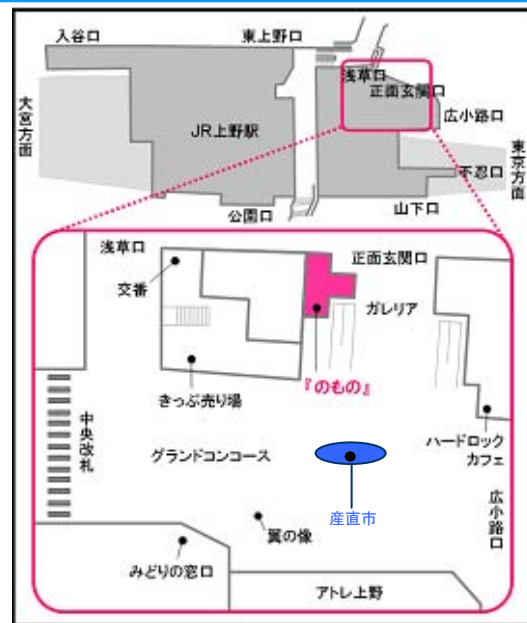 入谷口
東上野口
浅草口
正面玄関口
広小路口
大宮方面
JR上野駅
東京方面
不忍口
公園口
山下口
浅草口
正面玄関口
交番
ガレリア
『のもの』
きっぷ売り場
中央改札
グランドコンコース
ハードロック
カフェ
産直市
広小路口
翼の像
みどりの窓口
アトレ上野